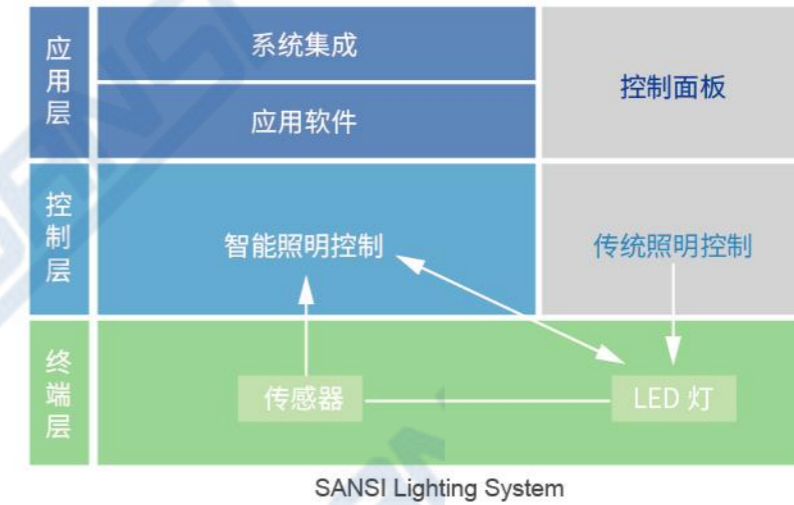 应用层
系统集成
应用软件
控制面板
控制层
智能照明控制
传统照明控制
终端层
传感器
LED 灯
SANSI Lighting System